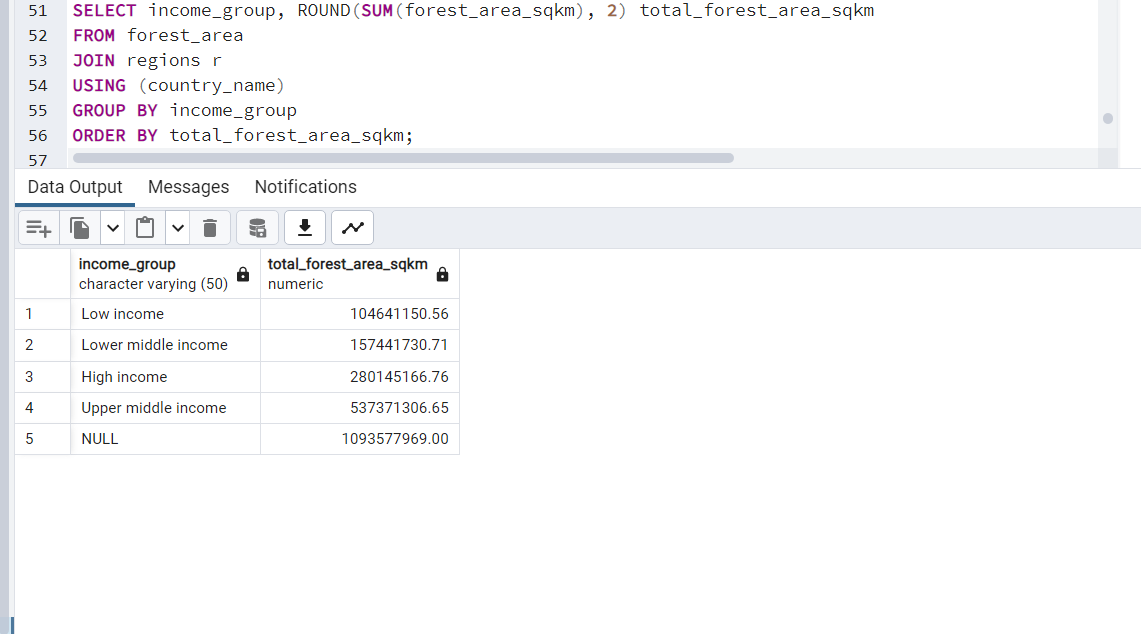 51 SELECT income_group, ROUND(SUM(forest_area_sqkm), 2) total_forest_area_sqkm
52 FROM forest_area
53 JOIN regions r
54 USING (country_name)
55 GROUP BY income_group
56 ORDER BY total_forest_area_sqkm;
57
Data Output Messages Notifications
income_group total_forest_area_sqkm
character varying (50) numeric
1 Low income 104641150.56
2 Lower middle income 157441730.71
3 High income 280145166.76
4 Upper middle income 537371306.65
5 NULL 1093577969.00